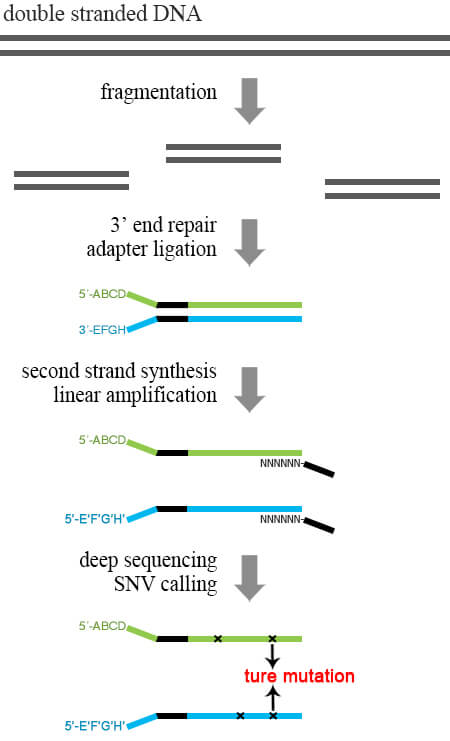 double stranded DNA
fragmentation
3’ end repair
adapter ligation
5´-ABCD
3´-EFGH
second strand synthesis
linear amplification
5´-ABCD
NNNNNN
5'-E'F'G'H'
NNNNNN
deep sequencing
SNV calling
5´-ABCD
ture mutation
5'-E'F'G'H'